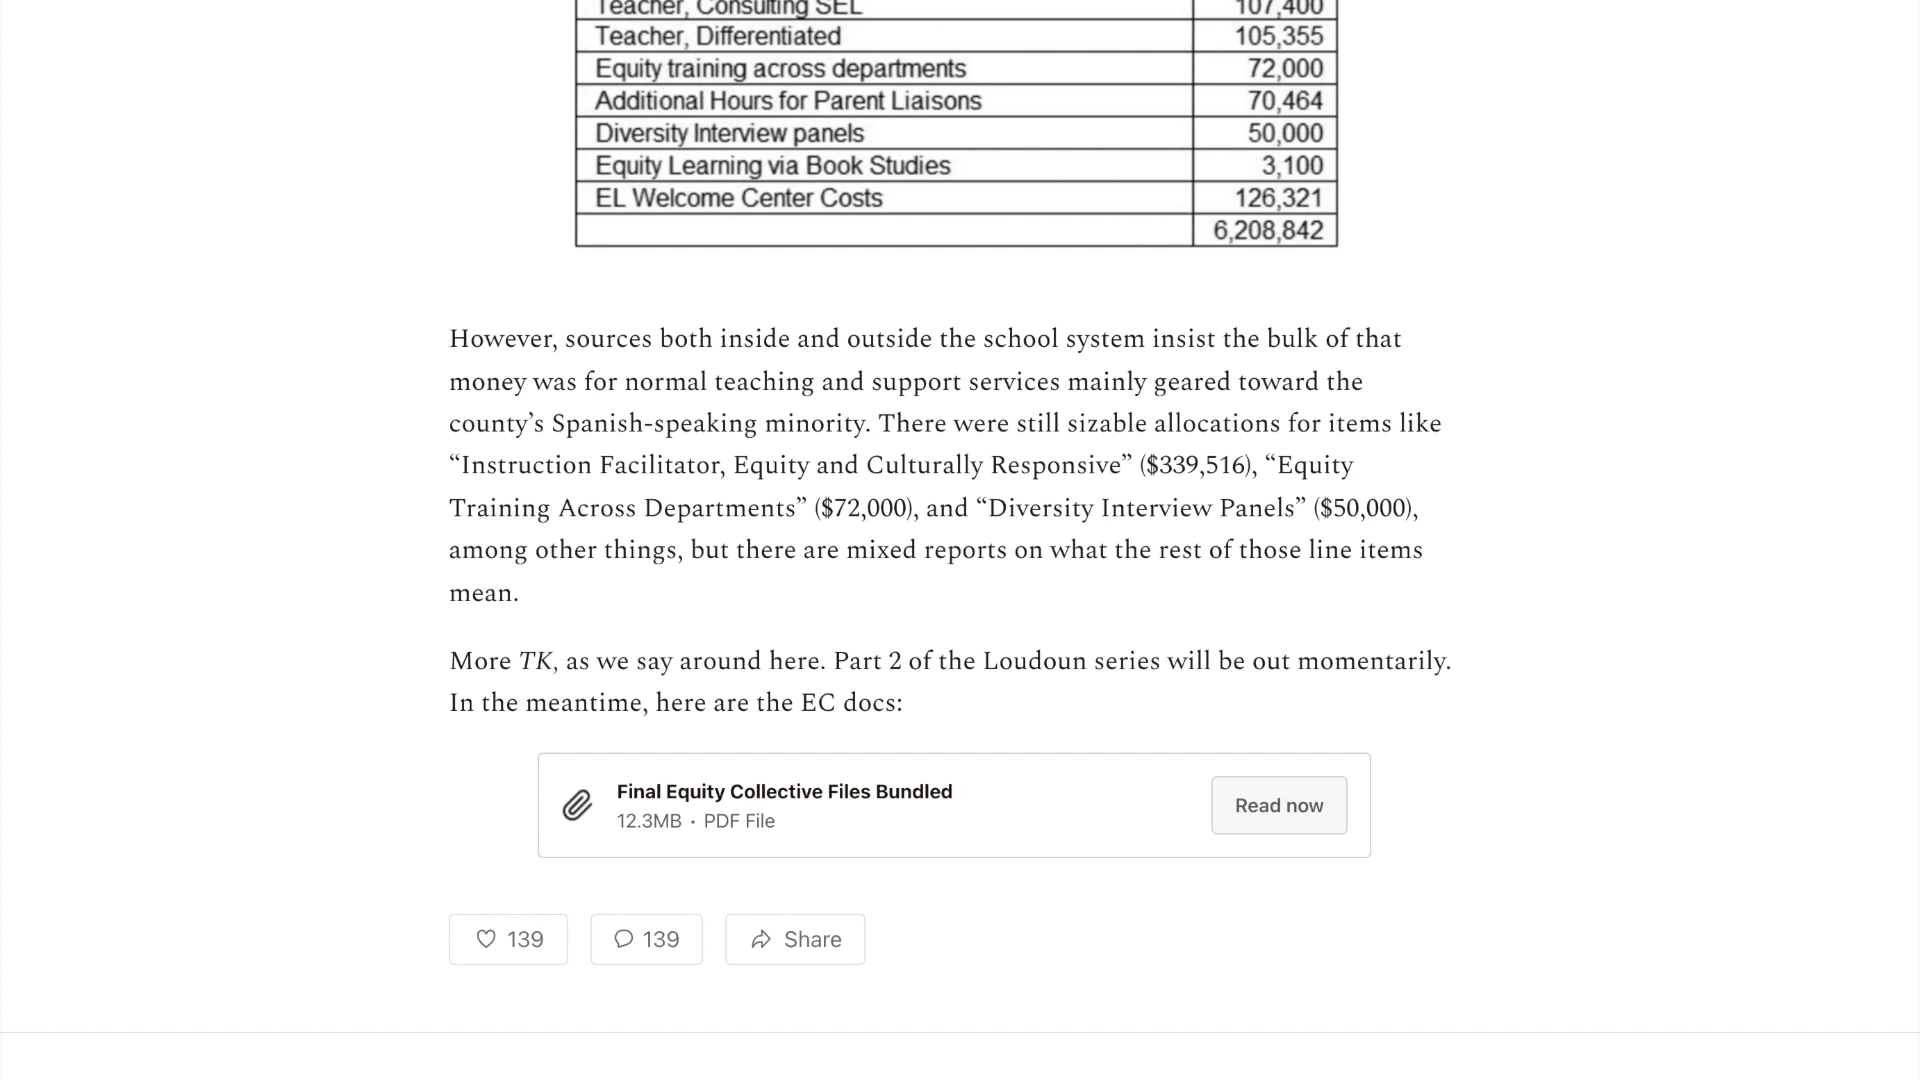 Teacher, Consulting SEL 107,400
Teacher, Differentiated 105,355
Equity training across departments 72,000
Additional Hours for Parent Liaisons 70,464
Diversity Interview panels 50,000
Equity Learning via Book Studies 3,100
EL Welcome Center Costs 126,321
6,208,842
However, sources both inside and outside the school system insist the bulk of that
money was for normal teaching and support services mainly geared toward the
county’s Spanish-speaking minority. There were still sizable allocations for items like
“Instruction Facilitator, Equity and Culturally Responsive” ($339,516), “Equity
Training Across Departments” ($72,000), and “Diversity Interview Panels” ($50,000),
among other things, but there are mixed reports on what the rest of those line items
mean.
More TK, as we say around here. Part 2 of the Loudoun series will be out momentarily.
In the meantime, here are the EC docs:
Final Equity Collective Files Bundled
12.3MB · PDF File
Read now
139 139 Share